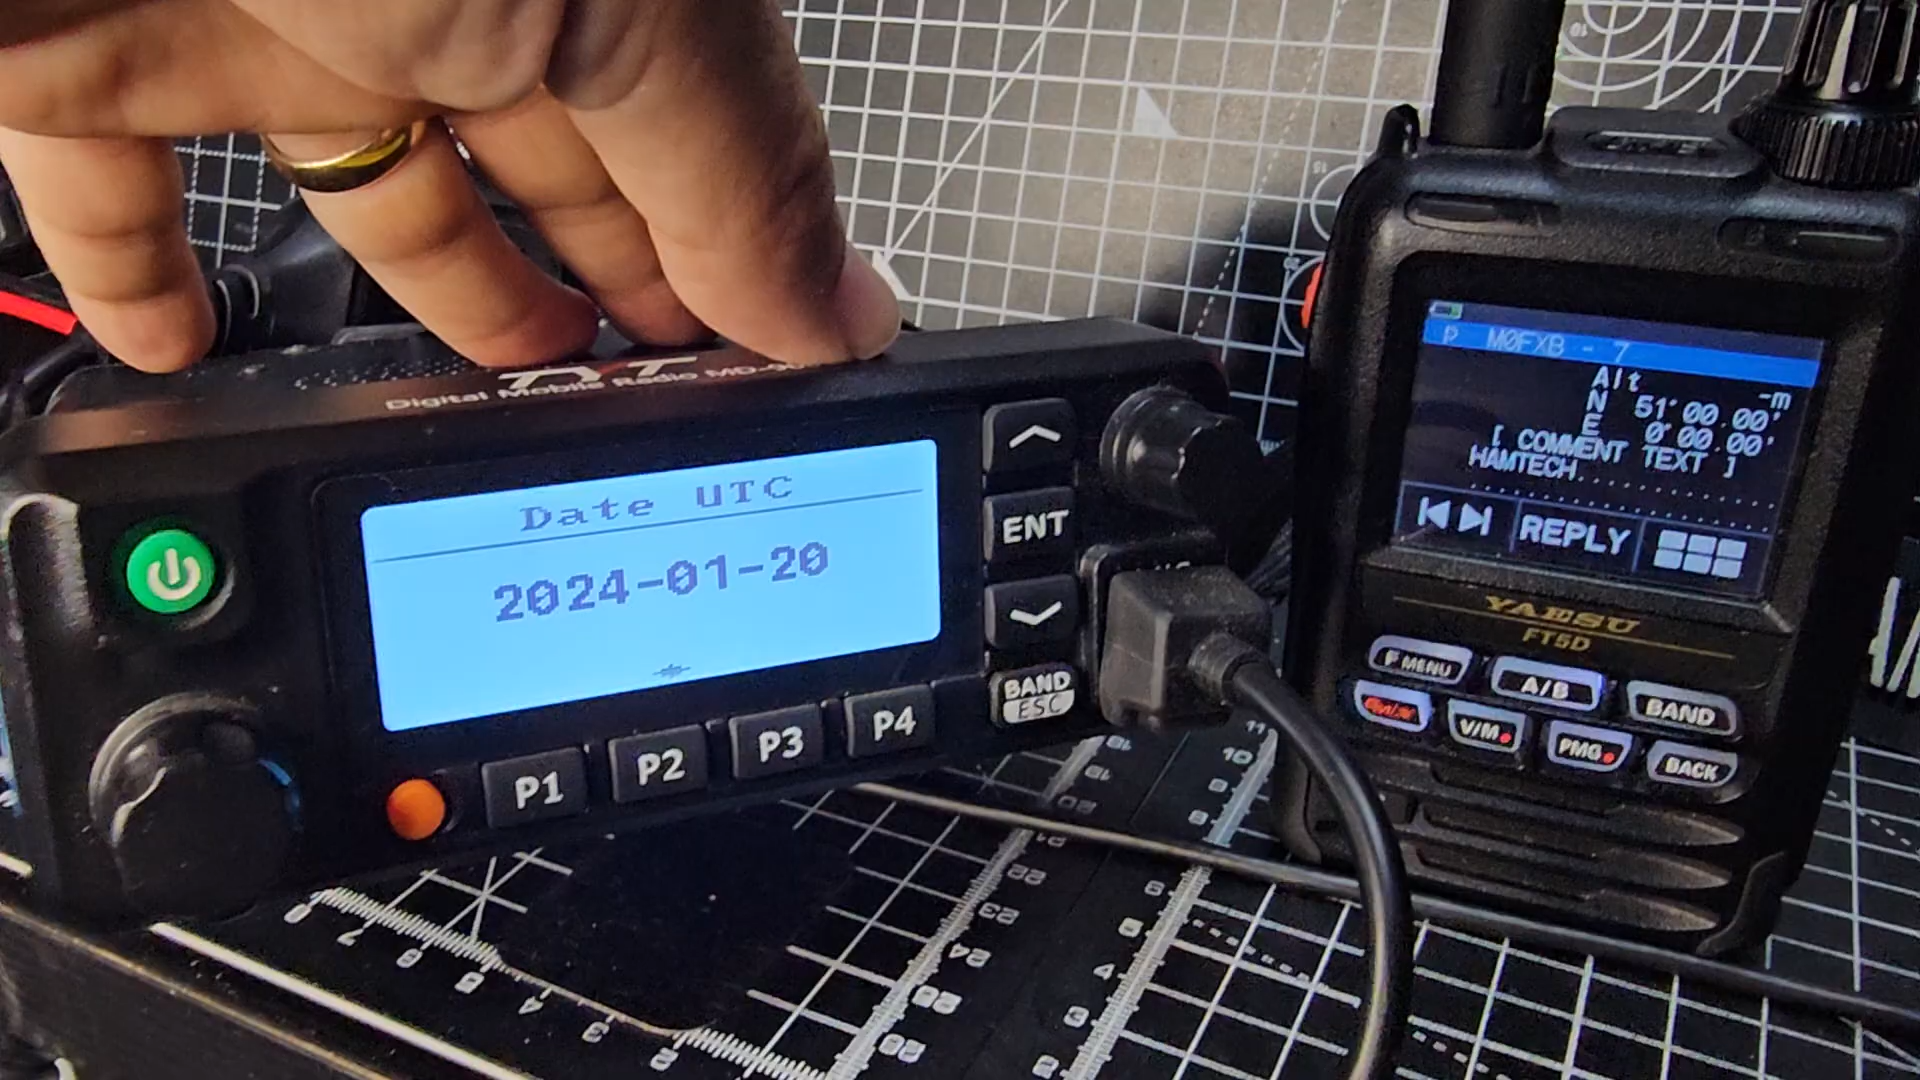 TYT
Digital Mobile Radio
Date UTC
2024-01-20
ENT
BAND
ESC
P1
P2
P3
P4
P M0FXB - 7
Alt -m
N 51°00.00'
E 0°00.00'
[ COMMENT TEXT ]
HAMTECH
REPLY
YAESU
FT5D
F MENU
A/B
BAND
V/M
PMG
BACK